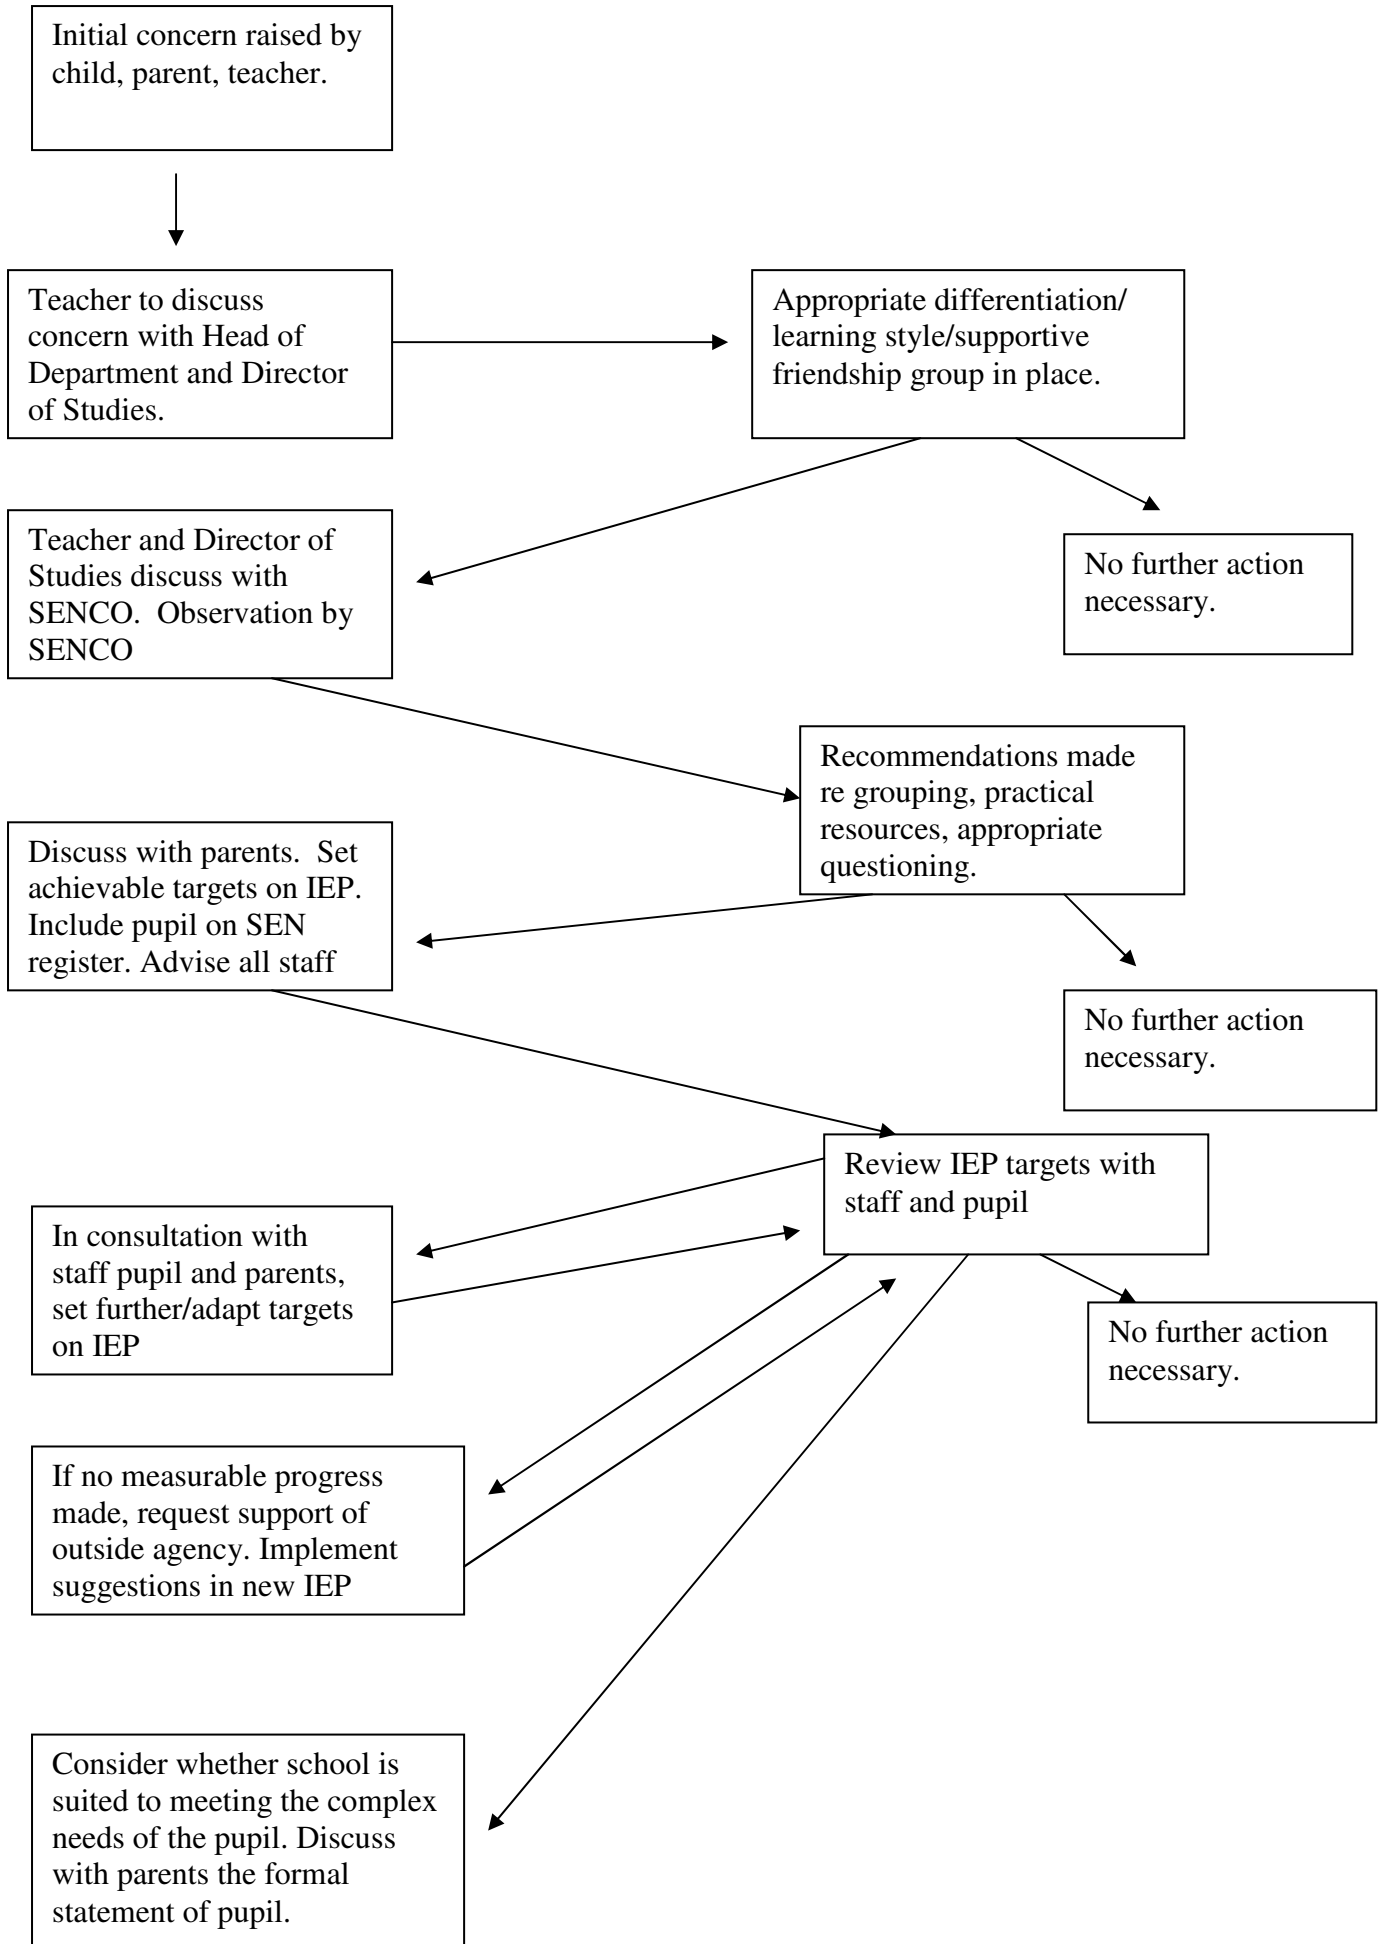 Initial concern raised by
child, parent, teacher.
Teacher to discuss
concern with Head of
Department and Director
of Studies.
Appropriate differentiation/
learning style/supportive
friendship group in place.
Teacher and Director of
Studies discuss with
SENCO.  Observation by
SENCO
No further action
necessary.
Recommendations made
re grouping, practical
resources, appropriate
questioning.
Discuss with parents.  Set
achievable targets on IEP.
Include pupil on SEN
register. Advise all staff
No further action
necessary.
Review IEP targets with
staff and pupil
In consultation with
staff pupil and parents,
set further/adapt targets
on IEP
No further action
necessary.
If no measurable progress
made, request support of
outside agency. Implement
suggestions in new IEP
Consider whether school is
suited to meeting the complex
needs of the pupil. Discuss
with parents the formal
statement of pupil.